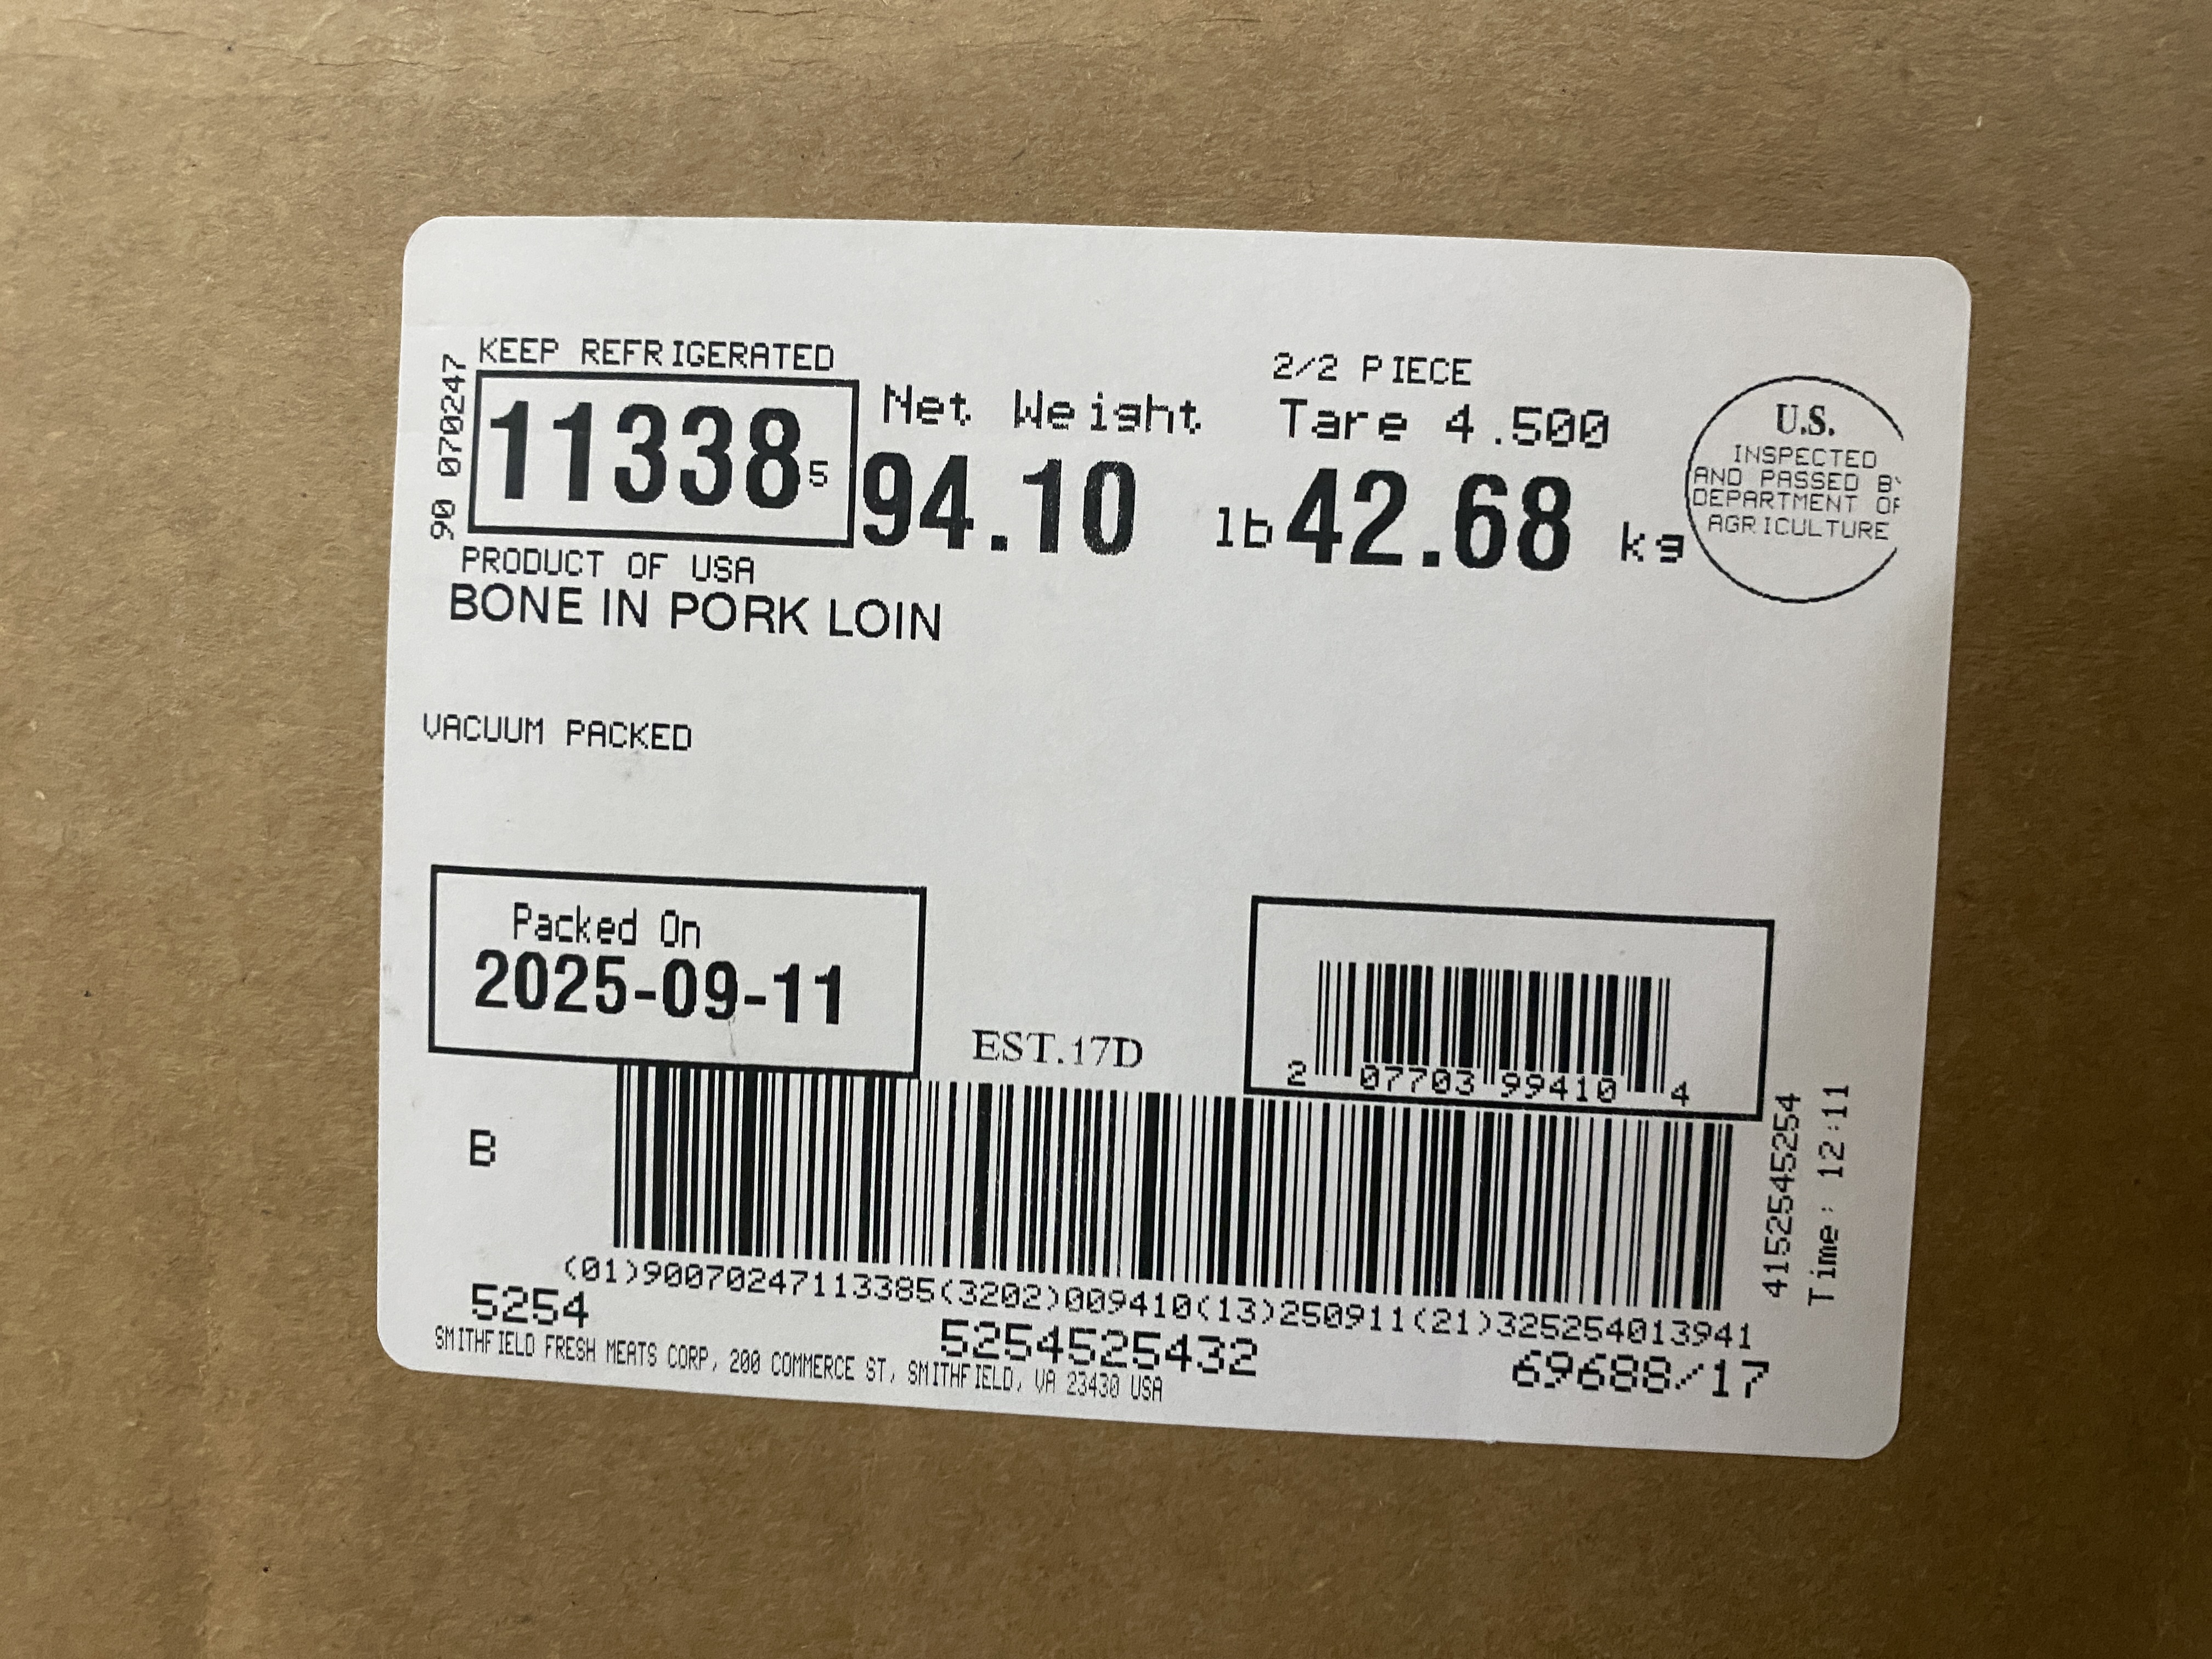 KEEP REFRIGERATED
90 070247
11338 5
Net Weight
94.10 lb
2/2 PIECE
Tare 4.500
42.68 kg
U.S.
INSPECTED
AND PASSED BY
DEPARTMENT OF
AGRICULTURE
PRODUCT OF USA
BONE IN PORK LOIN
VACUUM PACKED
Packed On
2025-09-11
EST.17D
2 07703 99410 4
B
4152545254
Time: 12:11
(01)90070247113385(3202)009410(13)250911(21)325254013941
5254
5254525432
69688/17
SMITHFIELD FRESH MEATS CORP, 200 COMMERCE ST, SMITHFIELD, VA 23430 USA